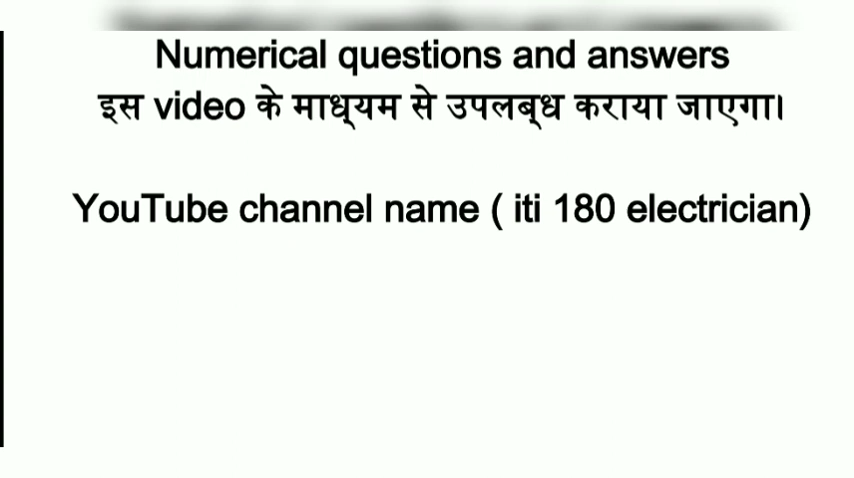 Numerical questions and answers
इस video के माध्यम से उपलब्ध कराया जाएगा।
YouTube channel name ( iti 180 electrician)